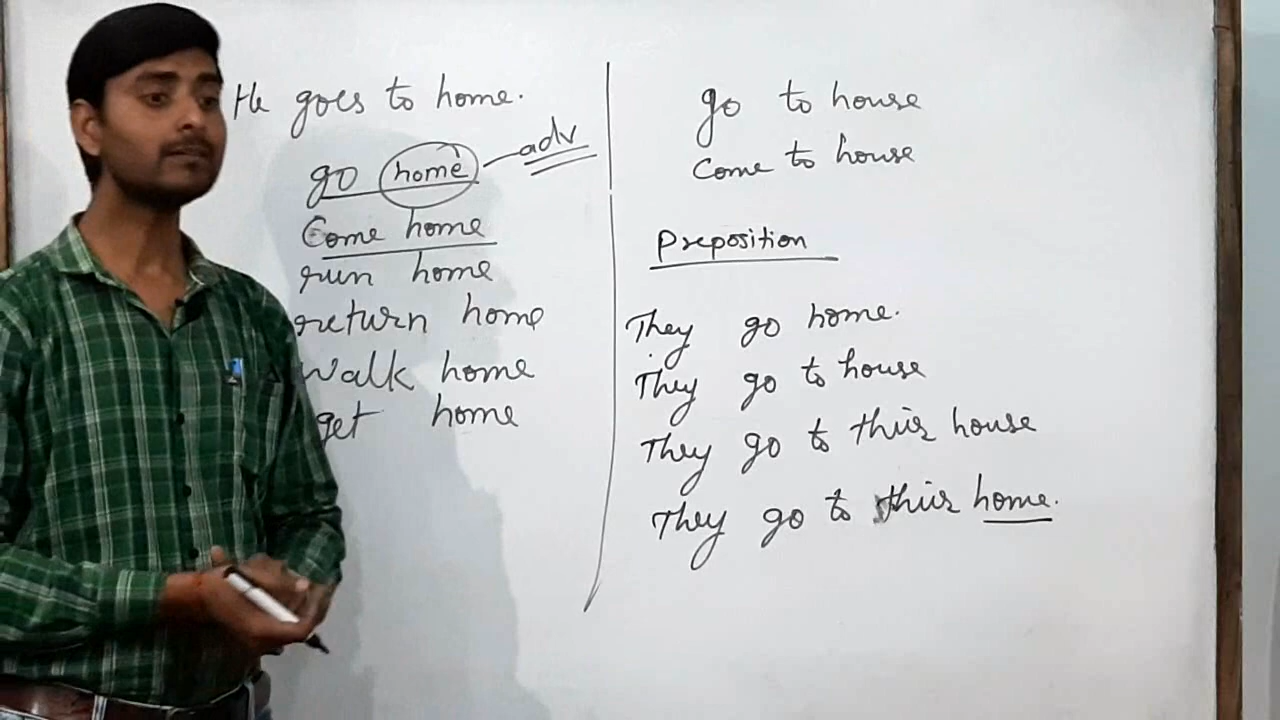 He goes to home.
go home — adv
Come home
run home
return home
walk home
get home
go to house
Come to house
Preposition
They go home.
They go to house
They go to this house
They go to this home.